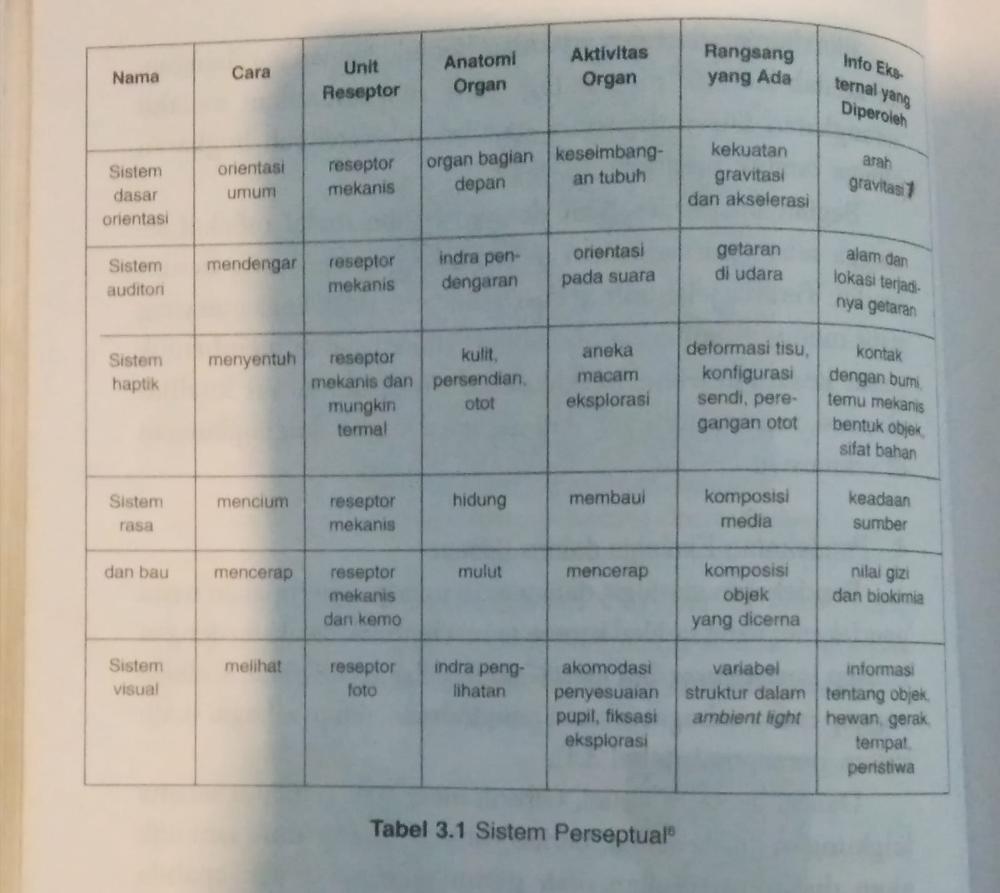 Nama
Cara
Unit
Reseptor
Anatomi
Organ
Aktivitas
Organ
Rangsang
yang Ada
Info Eks-
ternal yang
Diperoleh
Sistem
dasar
orientasi
orientasi
umum
reseptor
mekanis
organ bagian
depan
keseimbang-
an tubuh
kekuatan
gravitasi
dan akselerasi
arah
gravitasi
Sistem
auditori
mendengar
reseptor
mekanis
indra pen-
dengaran
orientasi
pada suara
getaran
di udara
alam dan
lokasi terjadi-
nya getaran
Sistem
haptik
menyentuh
reseptor
mekanis dan
mungkin
termal
kulit,
persendian,
otot
aneka
macam
eksplorasi
deformasi tisu,
konfigurasi
sendi, pere-
gangan otot
kontak
dengan bumi,
temu mekanis
bentuk objek,
sifat bahan
Sistem
rasa
mencium
reseptor
mekanis
hidung
membaui
komposisi
media
keadaan
sumber
dan bau
mencerap
reseptor
mekanis
dan kemo
mulut
mencerap
komposisi
objek
yang dicerna
nilai gizi
dan biokimia
Sistem
visual
melihat
reseptor
foto
indra peng-
lihatan
akomodasi
penyesuaian
pupil, fiksasi
eksplorasi
variabel
struktur dalam
ambient light
informasi
tentang objek,
hewan, gerak,
tempat,
peristiwa
Tabel 3.1 Sistem Perseptual⁶